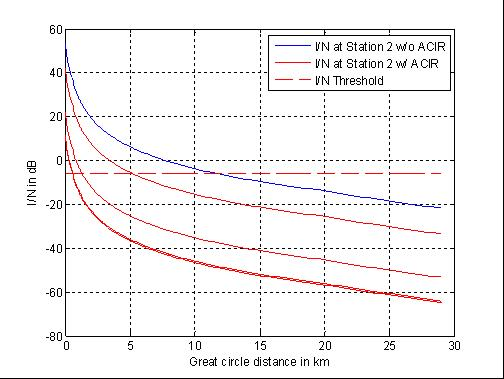 60
40
20
0
-20
-40
-60
-80
I/N in dB
I/N at Station 2 w/o ACIR
I/N at Station 2 w/ ACIR
I/N Threshold
0 5 10 15 20 25 30
Great circle distance in km